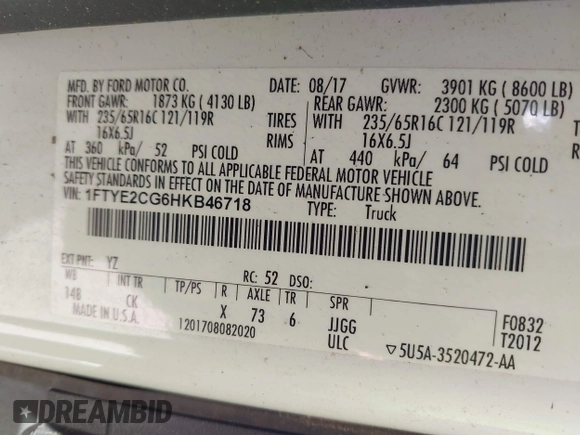 MFD. BY FORD MOTOR CO. DATE: 08/17 GVWR: 3901 KG ( 8600 LB)
FRONT GAWR: 1873 KG ( 4130 LB) REAR GAWR: 2300 KG ( 5070 LB)
WITH 235/65R16C 121/119R TIRES WITH 235/65R16C 121/119R
16X6.5J RIMS 16X6.5J
AT 360 kPa/ 52 PSI COLD AT 440 kPa/ 64 PSI COLD
THIS VEHICLE CONFORMS TO ALL APPLICABLE FEDERAL MOTOR VEHICLE
SAFETY STANDARDS IN EFFECT ON THE DATE OF MANUFACTURE SHOWN ABOVE.
VIN: 1FTYE2CG6HKB46718 TYPE: Truck
EXT PNT: YZ RC: 52 DSO:
WB INT TR TP/PS R AXLE TR SPR
148 CK X 73 6 JJGG F0832
MADE IN U.S.A. 1201708082020 ULC T2012
▽5U5A-3520472-AA
DREAMBID